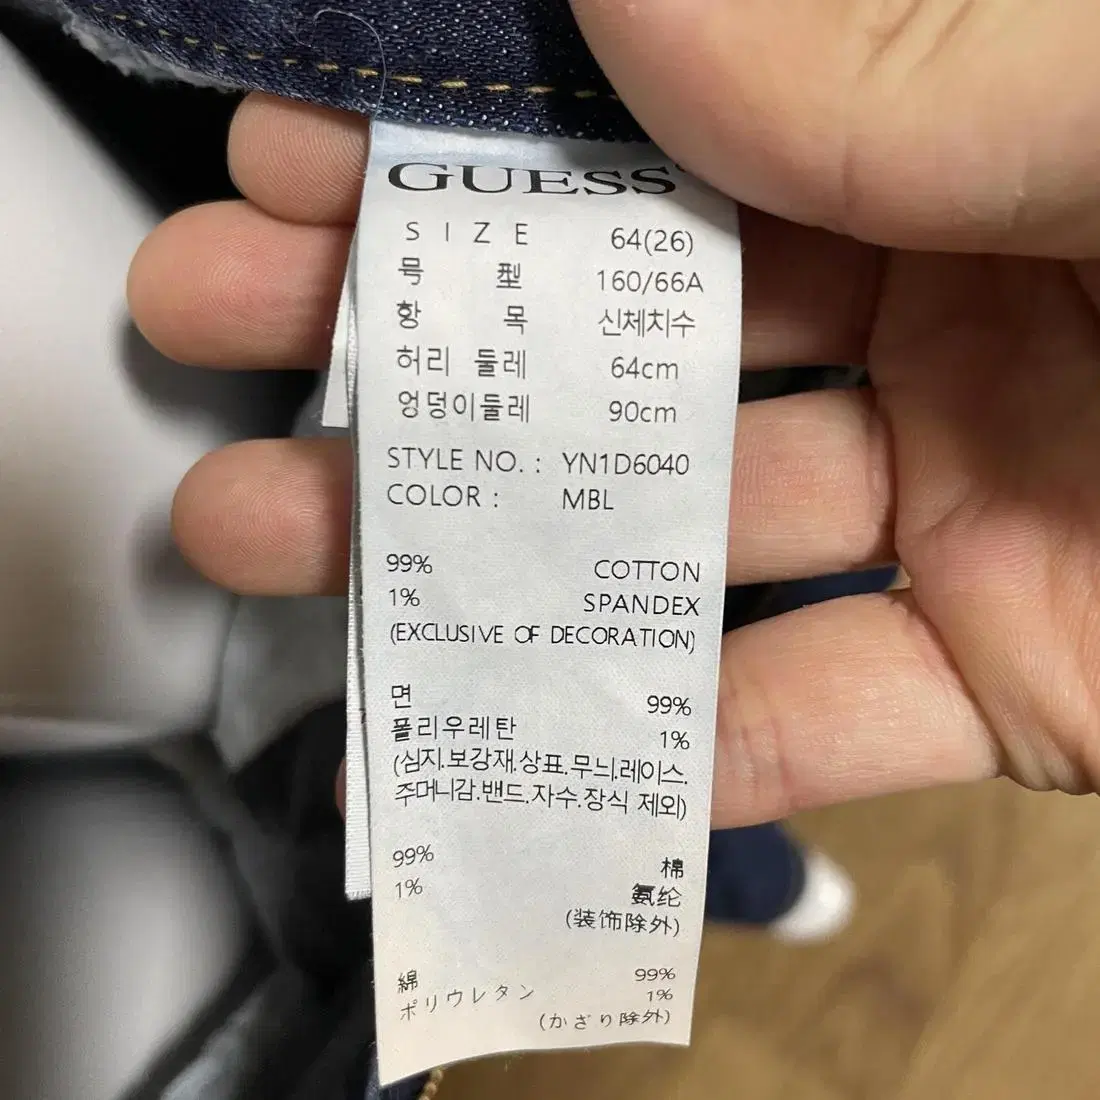 GUESS
SIZE 64(26)
号型 160/66A
항목 신체치수
허리 둘레 64cm
엉덩이둘레 90cm
STYLE NO. : YN1D6040
COLOR : MBL
99% COTTON
1% SPANDEX
(EXCLUSIVE OF DECORATION)
면 99%
폴리우레탄 1%
(심지.보강재.상표.무늬.레이스.
주머니감.밴드.자수.장식 제외)
99% 棉
1% 氨纶
(装饰除外)
綿 99%
ポリウレタン 1%
(かざり除外)